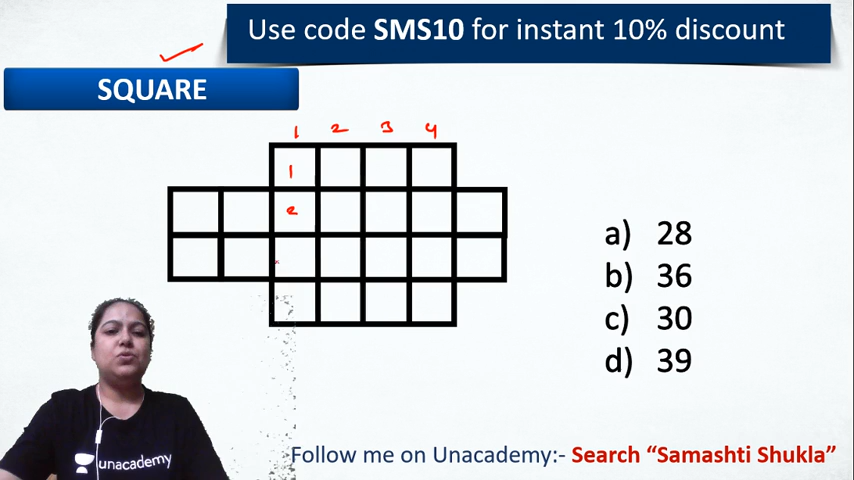 Use code SMS10 for instant 10% discount
SQUARE
1 2 3 4
1
2
a) 28
b) 36
c) 30
d) 39
unacademy
Follow me on Unacademy:- Search “Samashti Shukla”